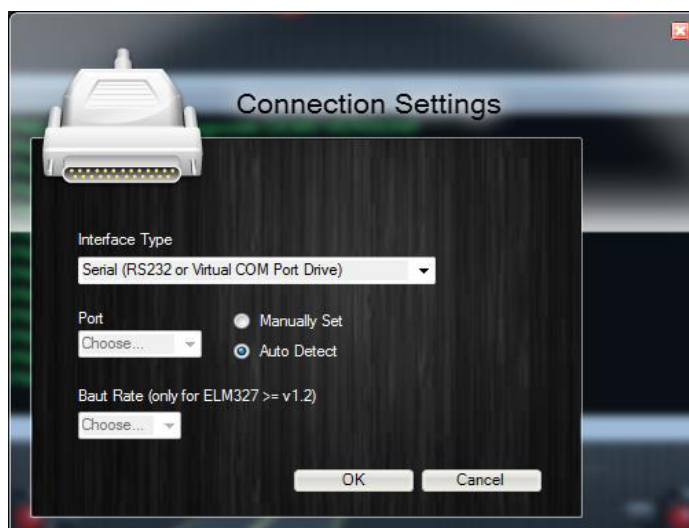 Connection Settings
Interface Type
Serial (RS232 or Virtual COM Port Drive)
Port
Manually Set
Choose...
Auto Detect
Baut Rate (only for ELM327 >= v1.2)
Choose...
OK
Cancel